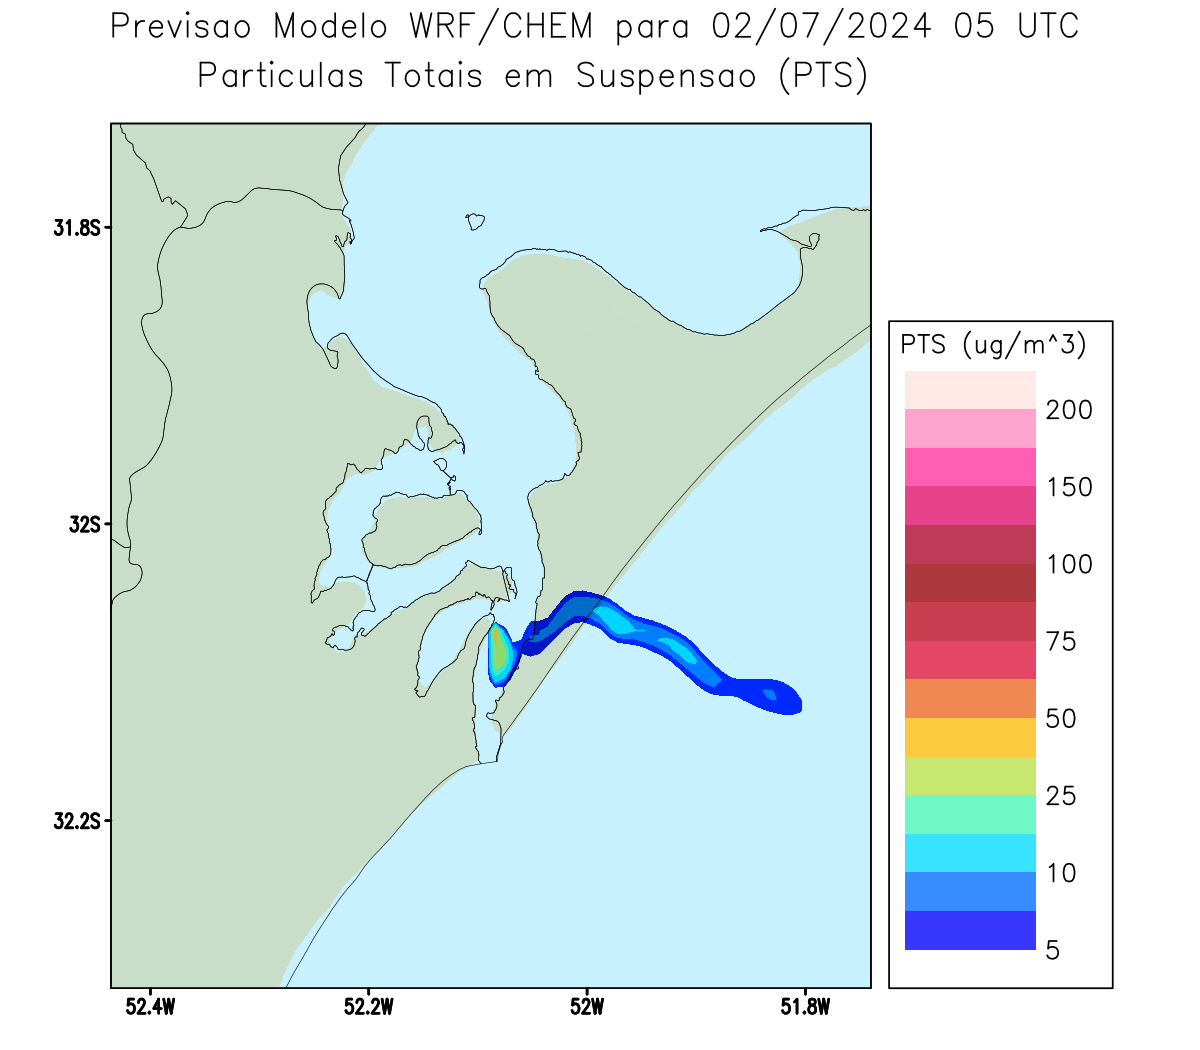 Previsao Modelo WRF/CHEM para 02/07/2024 05 UTC
Particulas Totais em Suspensao (PTS)
31.8S
32S
32.2S
52.4W
52.2W
52W
51.8W
PTS (ug/m^3)
200
150
100
75
50
25
10
5